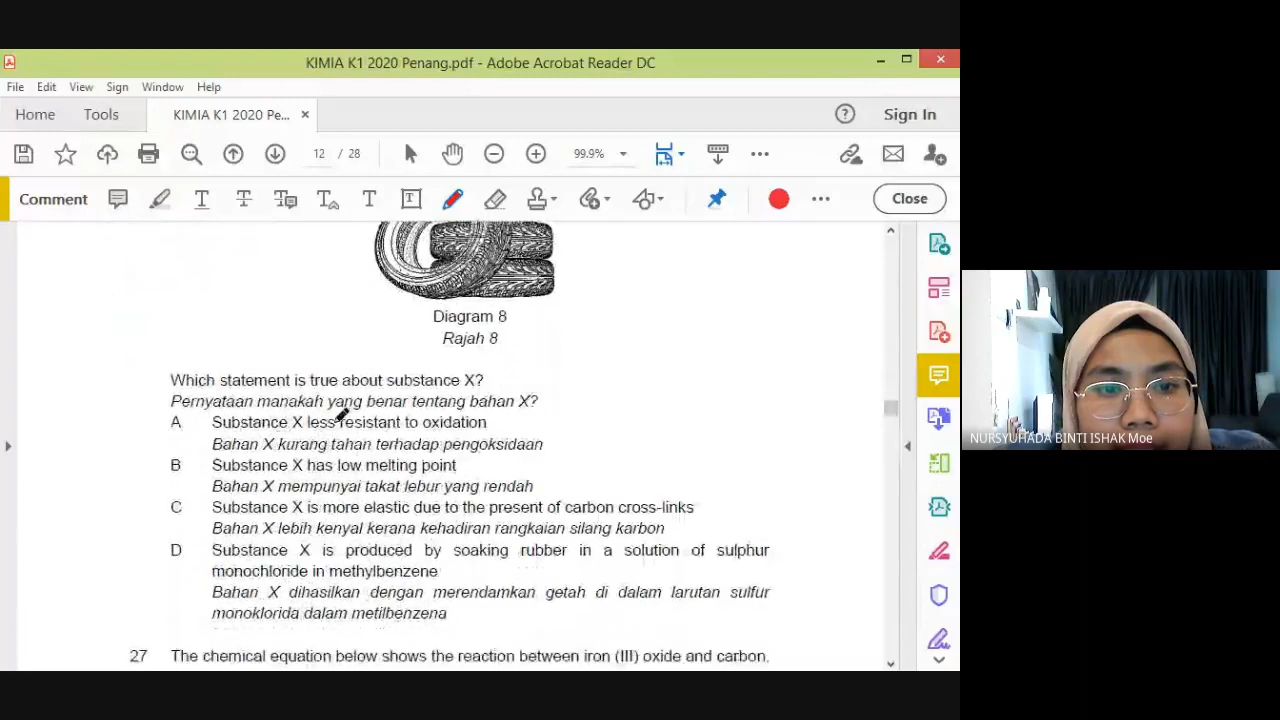 KIMIA K1 2020 Penang.pdf - Adobe Acrobat Reader DC
File Edit View Sign Window Help
Home Tools KIMIA K1 2020 Pe... Sign In
12 / 28 99.9%
Comment Close
Diagram 8
Rajah 8
Which statement is true about substance X?
Pernyataan manakah yang benar tentang bahan X?
A Substance X less resistant to oxidation
Bahan X kurang tahan terhadap pengoksidaan
B Substance X has low melting point
Bahan X mempunyai takat lebur yang rendah
C Substance X is more elastic due to the present of carbon cross-links
Bahan X lebih kenyal kerana kehadiran rangkaian silang karbon
D Substance X is produced by soaking rubber in a solution of sulphur
monochloride in methylbenzene
Bahan X dihasilkan dengan merendamkan getah di dalam larutan sulfur
monoklorida dalam metilbenzena
27 The chemical equation below shows the reaction between iron (III) oxide and carbon.
NURSYUHADA BINTI ISHAK Moe